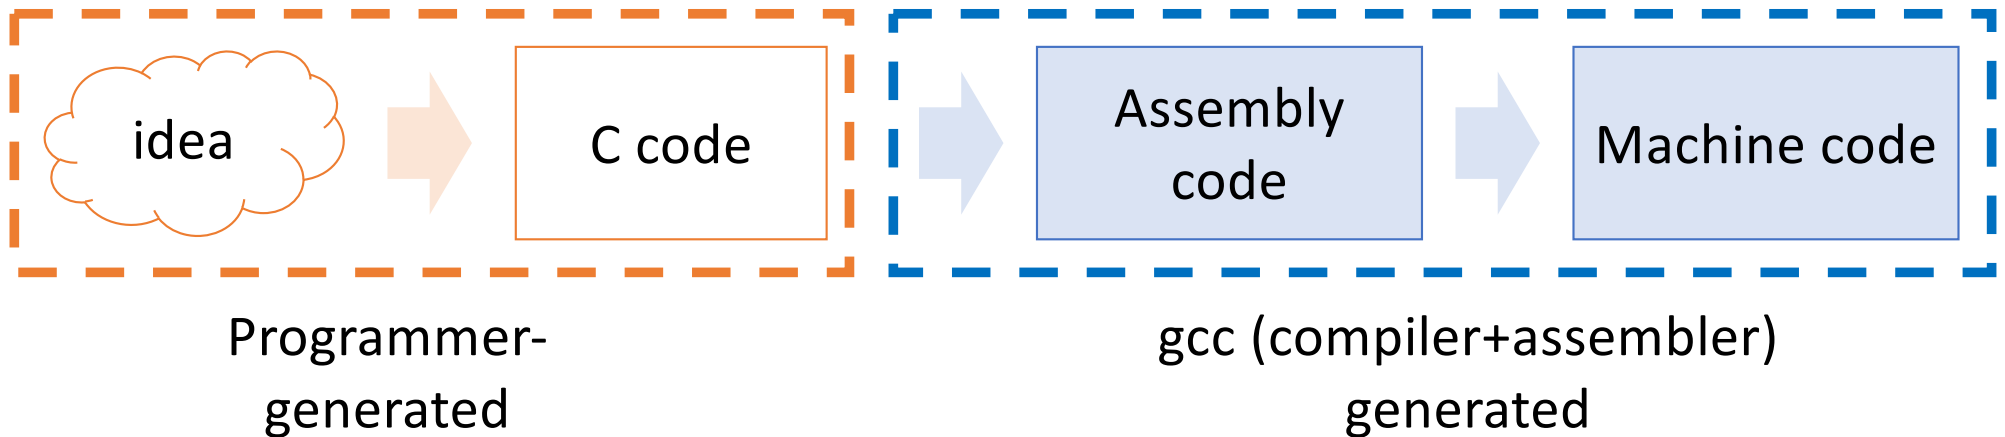 idea
C code
Assembly
code
Machine code
Programmer-
generated
gcc (compiler+assembler)
generated